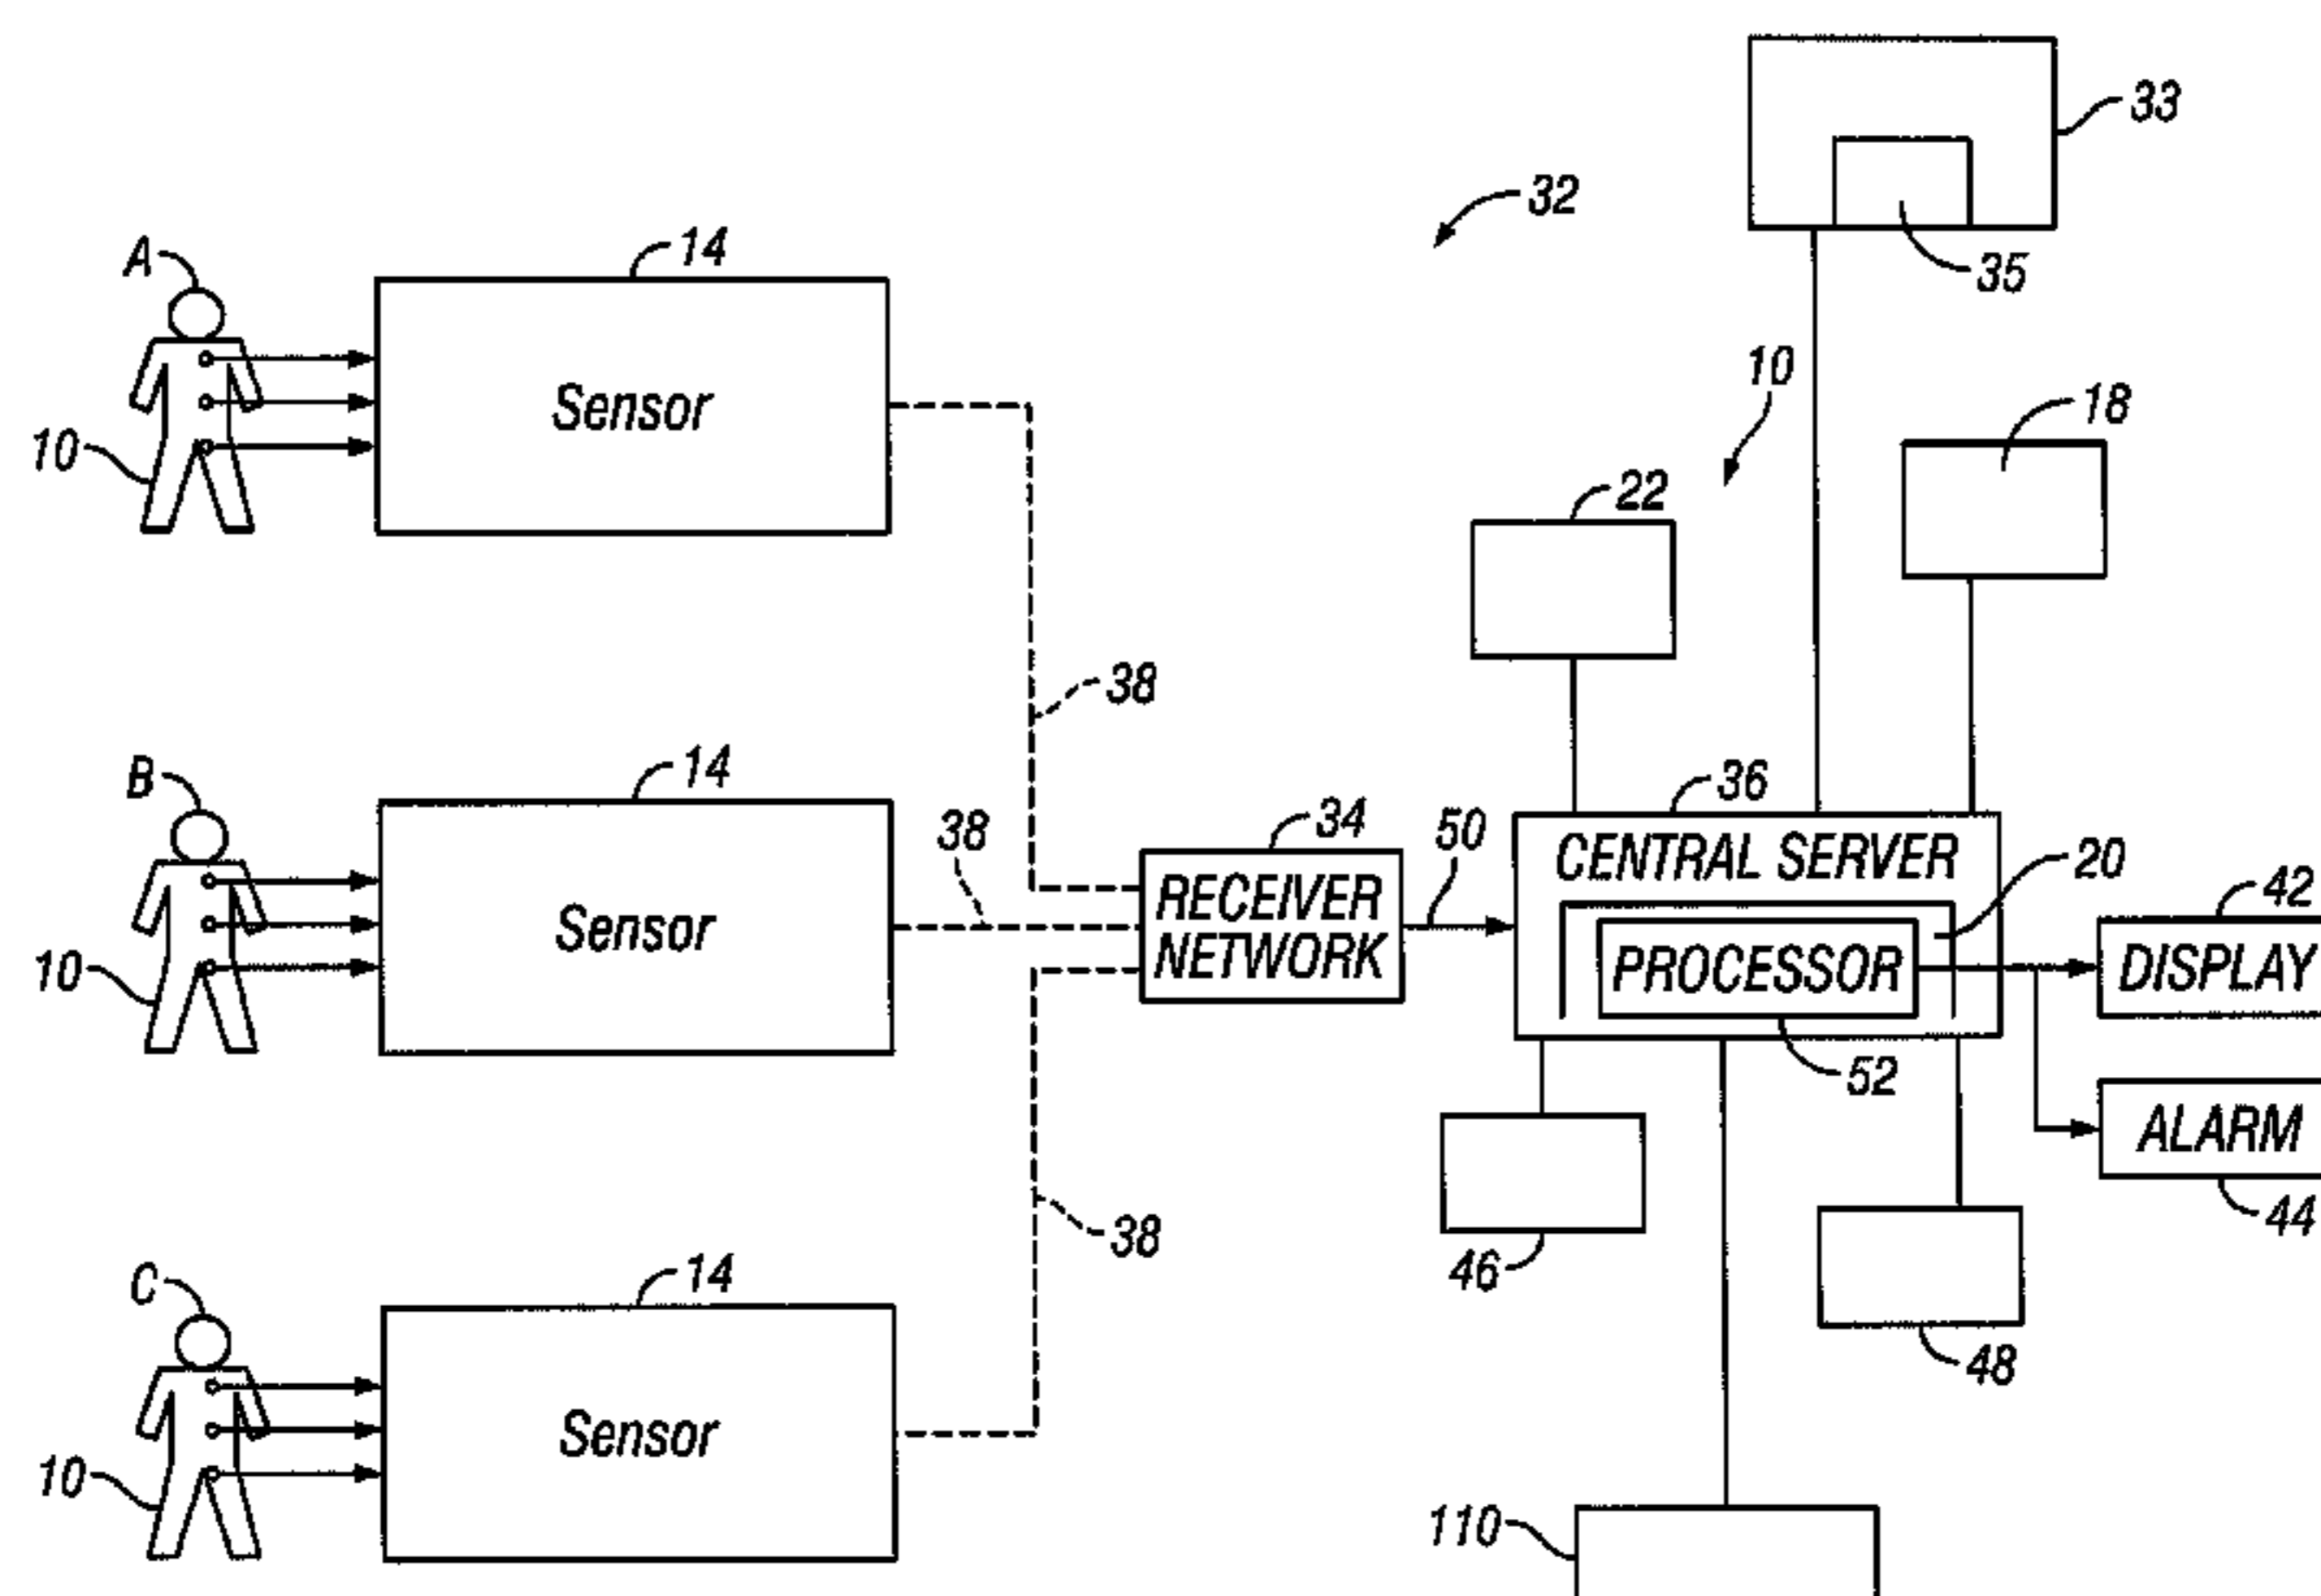 33
32
35
A
14
Sensor
10
10
18
22
38
B
14
Sensor
10
38
34
RECEIVER
NETWORK
50
36
CENTRAL SERVER
20
PROCESSOR
52
42
DISPLAY
ALARM
44
38
46
48
C
14
Sensor
10
110